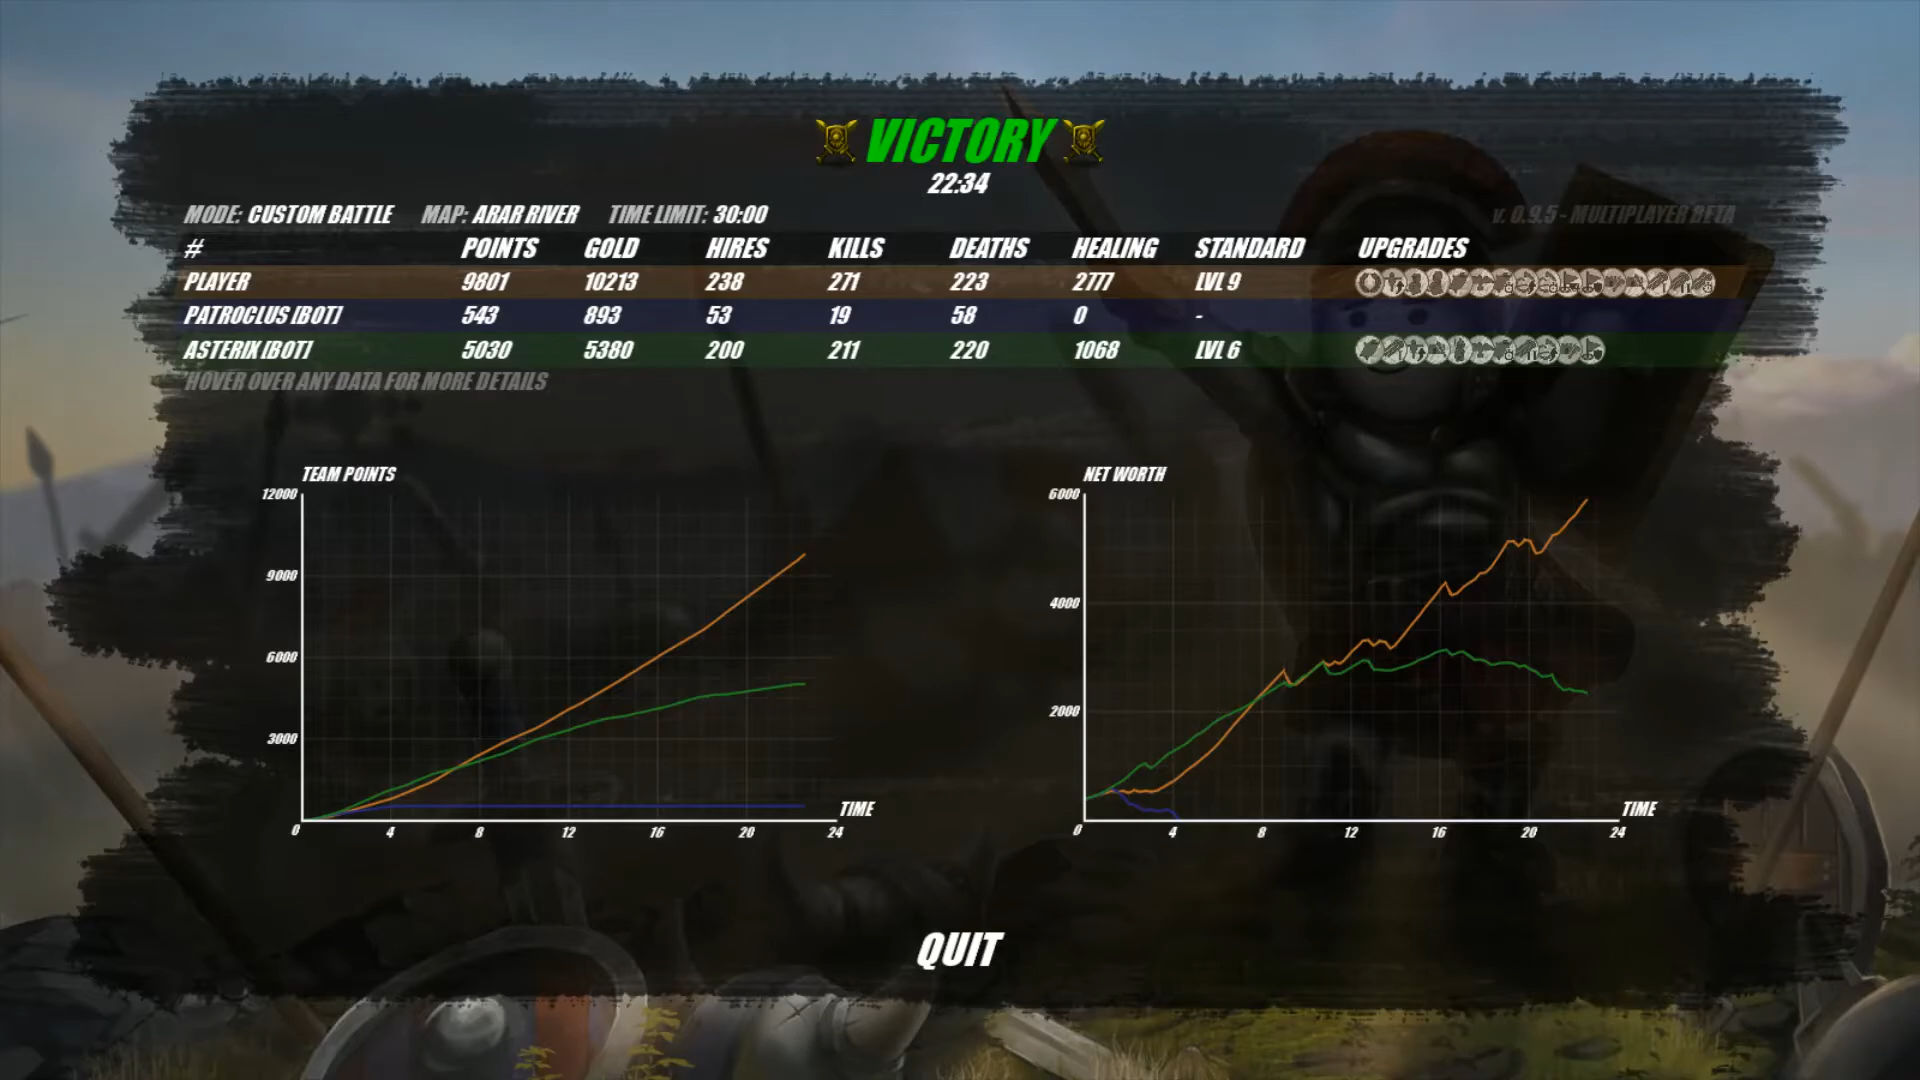 VICTORY
22:34
MODE: CUSTOM BATTLE MAP: ARAR RIVER TIME LIMIT: 30:00
V. 0.9.5 - MULTIPLAYER BETA
# POINTS GOLD HIRES KILLS DEATHS HEALING STANDARD UPGRADES
PLAYER 9801 10213 238 271 223 2777 LVL 9
PATROCLUS [BOT] 543 893 53 19 58 0 -
ASTERIX [BOT] 5030 5380 200 211 220 1068 LVL 6
*HOVER OVER ANY DATA FOR MORE DETAILS
TEAM POINTS
12000
9000
6000
3000
0 4 8 12 16 20 24
TIME
NET WORTH
6000
4000
2000
0 4 8 12 16 20 24
TIME
QUIT